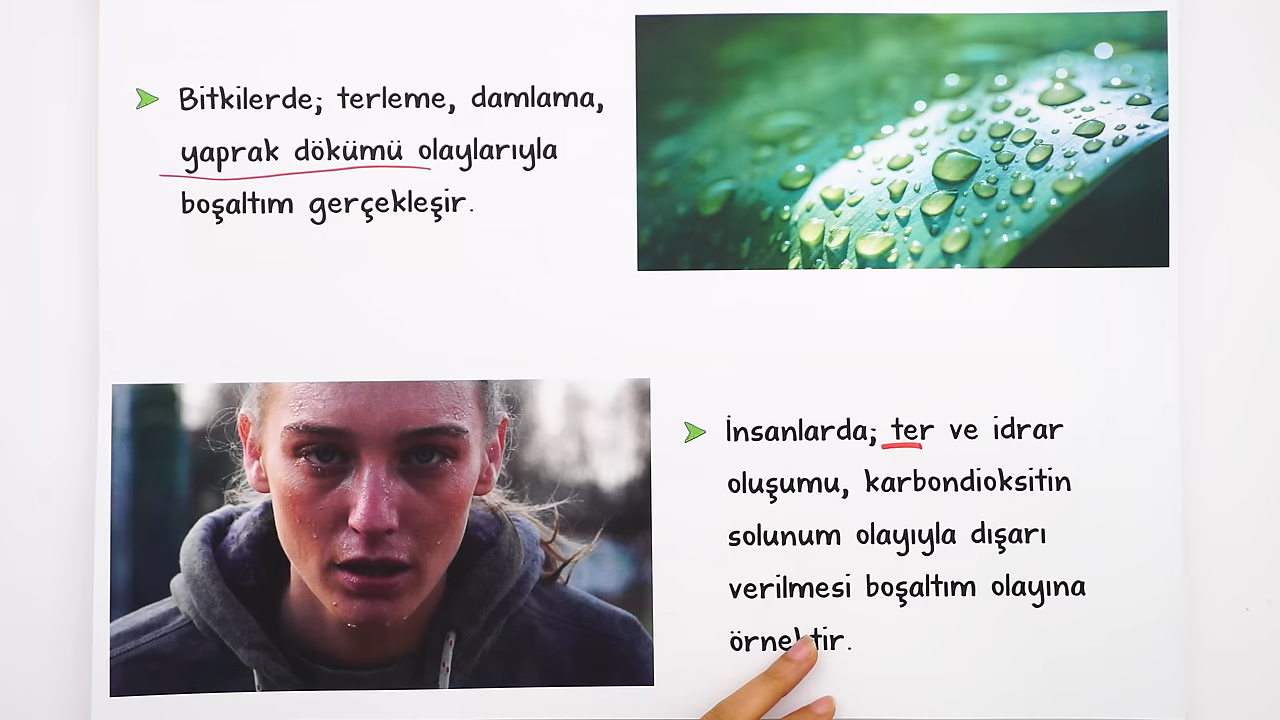 Bitkilerde; terleme, damlama,
yaprak dökümü olaylarıyla
boşaltım gerçekleşir.
İnsanlarda; ter ve idrar
oluşumu, karbondioksitin
solunum olayıyla dışarı
verilmesi boşaltım olayına
örnektir.